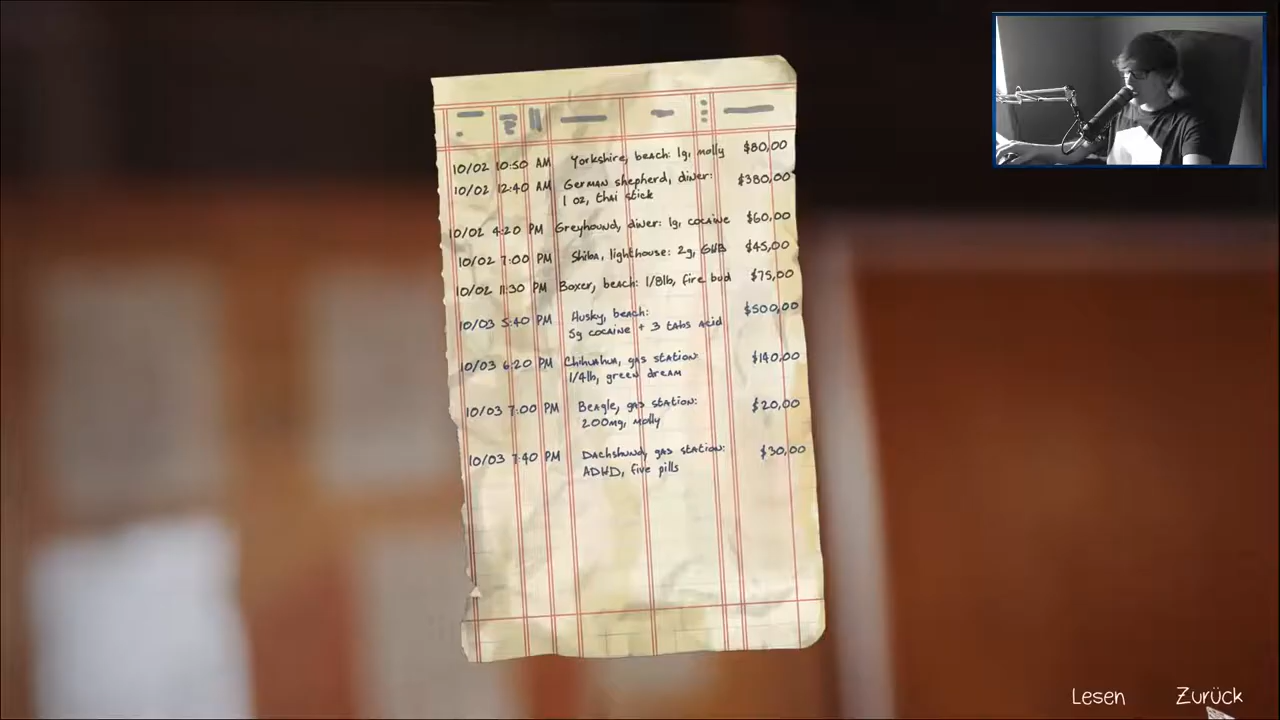 10/02 10:50 AM Yorkshire, beach: 1g, molly $80,00
10/02 12:40 AM German shepherd, diner: $380,00
1 oz, thai stick
10/02 4:20 PM Greyhound, diner: 1g, cocaine $60,00
10/02 7:00 PM Shiba, lighthouse: 2g, GHB $45,00
10/02 11:30 PM Boxer, beach: 1/8lb, fire bud $75,00
10/03 5:40 PM Husky, beach: $500,00
5g cocaine + 3 tabs acid
10/03 6:20 PM Chihuahua, gas station: $140,00
1/4lb, green dream
10/03 7:00 PM Beagle, gas station: $20,00
200mg, molly
10/03 7:40 PM Dachshund, gas station: $30,00
ADHD, five pills
Lesen Zurück